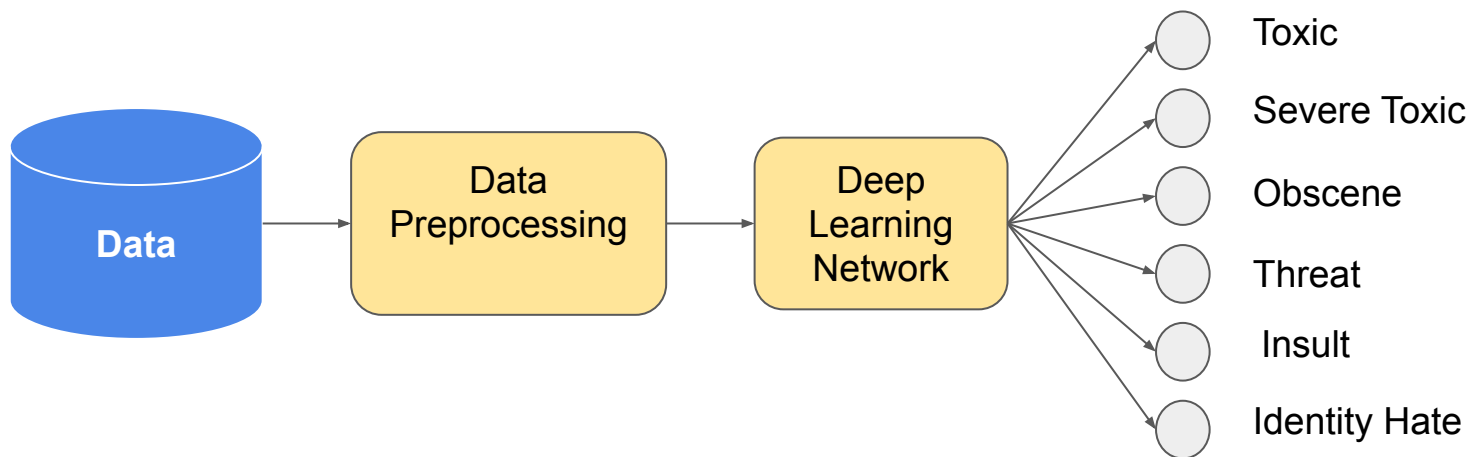 Data
Data
Preprocessing
Deep
Learning
Network
Toxic
Severe Toxic
Obscene
Threat
Insult
Identity Hate